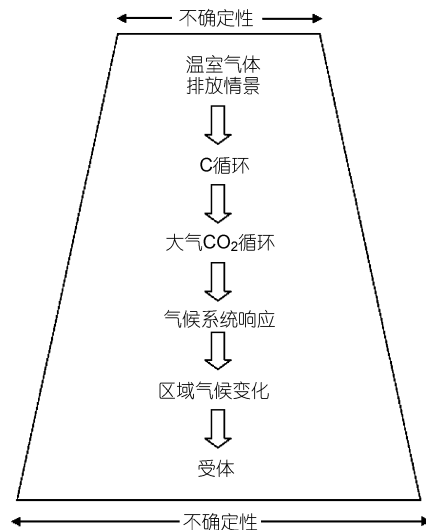 不确定性
温室气体
排放情景
C循环
大气CO₂循环
气候系统响应
区域气候变化
受体
不确定性